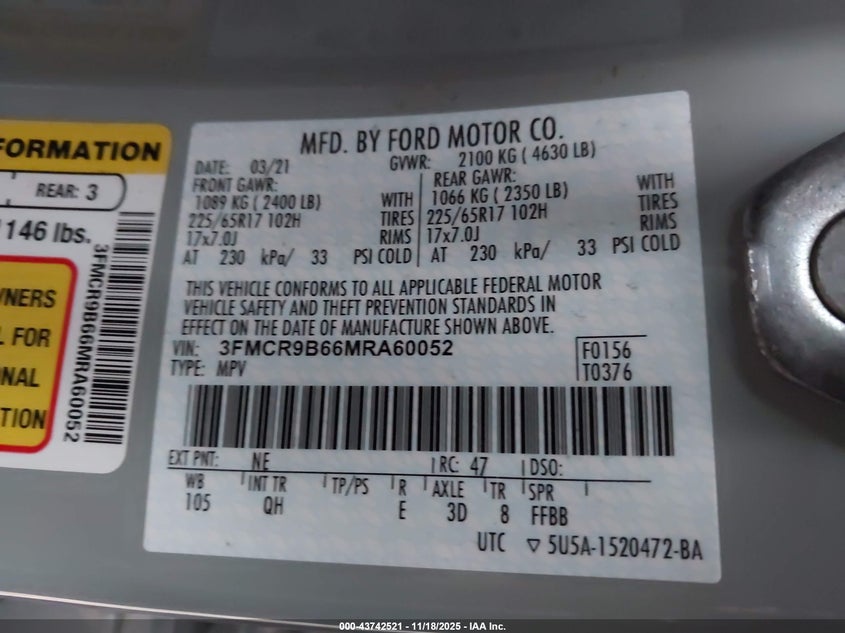 FORMATION
REAR: 3
1146 lbs.
3FMCR9B66MRA60052
WNERS
L FOR
ONAL
TION
MFD. BY FORD MOTOR CO.
DATE: 03/21 GVWR: 2100 KG ( 4630 LB)
FRONT GAWR: REAR GAWR:
1089 KG ( 2400 LB) WITH 1066 KG ( 2350 LB) WITH
225/65R17 102H TIRES 225/65R17 102H TIRES
17x7.0J RIMS 17x7.0J RIMS
AT 230 kPa/ 33 PSI COLD AT 230 kPa/ 33 PSI COLD
THIS VEHICLE CONFORMS TO ALL APPLICABLE FEDERAL MOTOR
VEHICLE SAFETY AND THEFT PREVENTION STANDARDS IN
EFFECT ON THE DATE OF MANUFACTURE SHOWN ABOVE.
VIN: 3FMCR9B66MRA60052 F0156
TYPE: MPV T0376
EXT PNT: NE RC: 47 DSO:
WB INT TR TP/PS R AXLE TR SPR
105 QH E 3D 8 FFBB
UTC ▽ 5U5A-1520472-BA
000-43742521 - 11/18/2025 - IAA Inc.